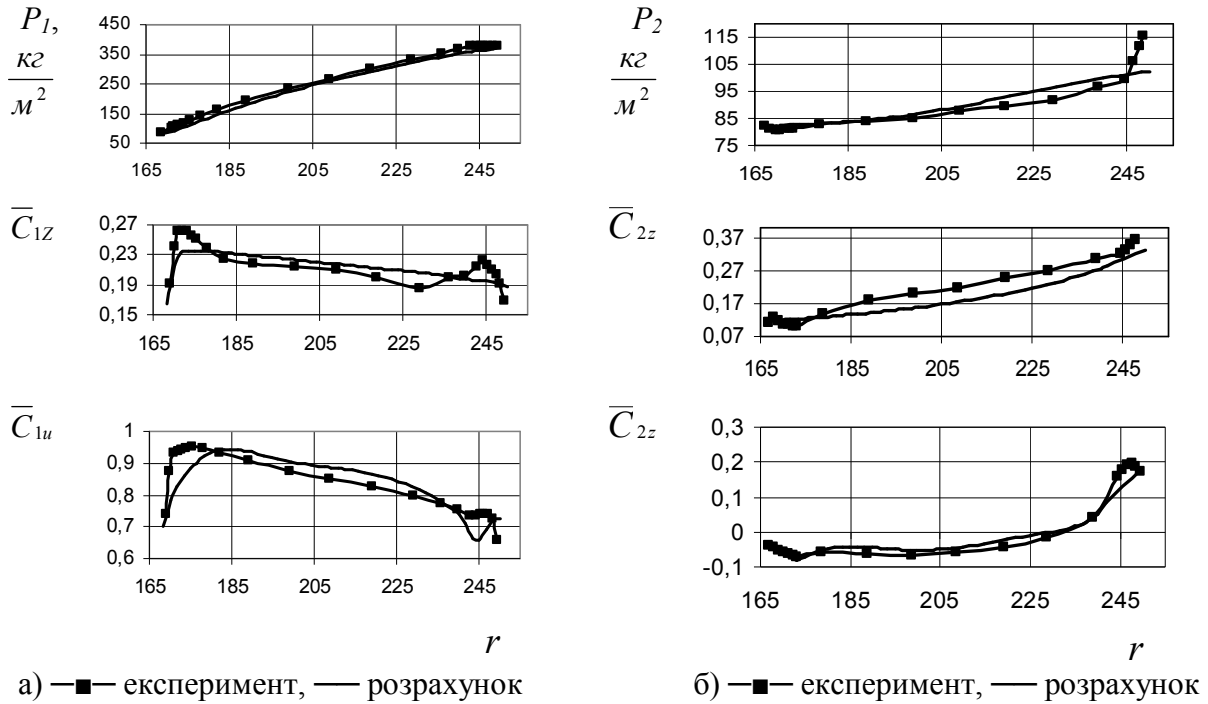 P₁,
кг
м²
450
350
250
150
50
165 185 205 225 245
C̅₁Z
0,27
0,23
0,19
0,15
165 185 205 225 245
C̅₁u
1
0,9
0,8
0,7
0,6
165 185 205 225 245
r
а) експеримент, розрахунок
P₂
кг
м²
115
105
95
85
75
165 185 205 225 245
C̅₂z
0,37
0,27
0,17
0,07
165 185 205 225 245
C̅₂z
0,3
0,2
0,1
0
-0,1
165 185 205 225 245
r
б) експеримент, розрахунок